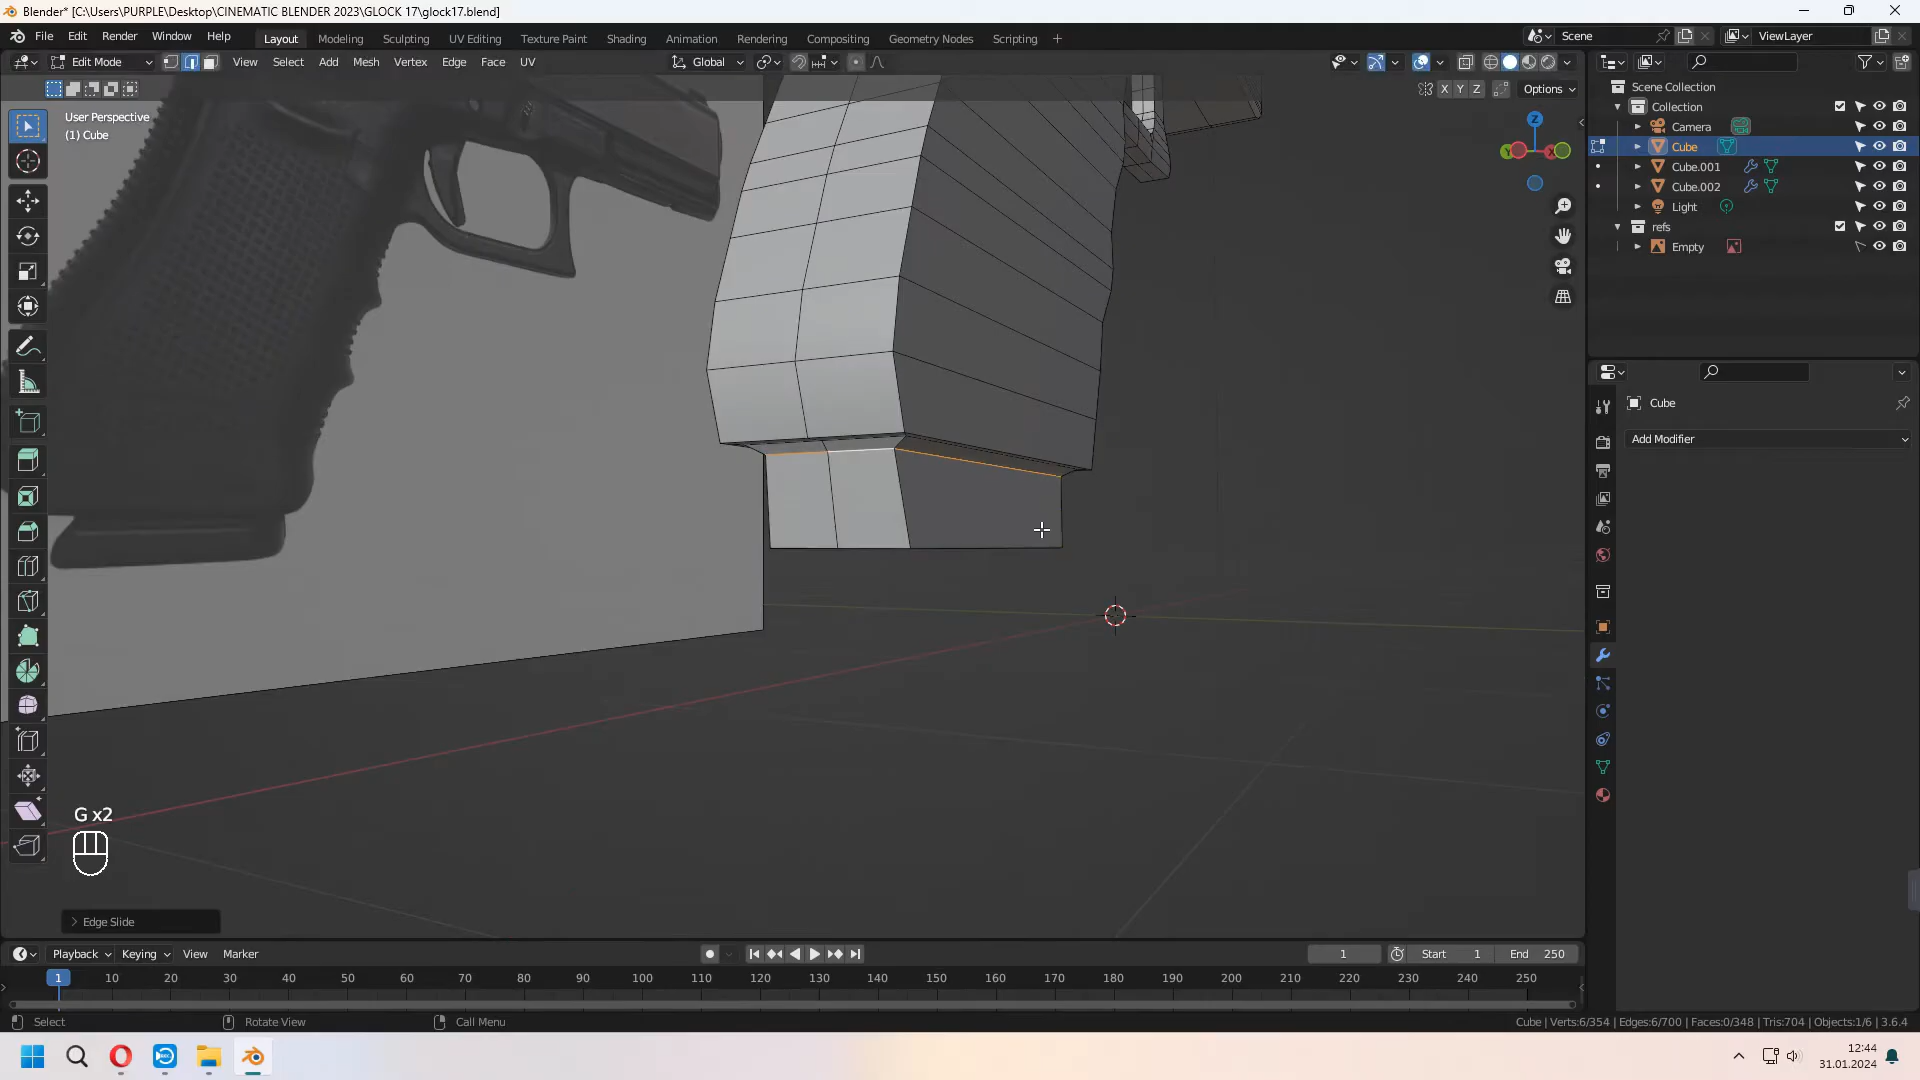 Blender* [C:\Users\PURPLE\Desktop\CINEMATIC BLENDER 2023\GLOCK 17\glock17.blend]
File Edit Render Window Help Layout Modeling Sculpting UV Editing Texture Paint Shading Animation Rendering Compositing Geometry Nodes Scripting + Scene ViewLayer
Edit Mode View Select Add Mesh Vertex Edge Face UV Global
X Y Z Options
User Perspective
(1) Cube
Z
Y X
Scene Collection
Collection
Camera
Cube
Cube.001
Cube.002
Light
refs
Empty
Cube
Add Modifier
G x2
Edge Slide
Playback Keying View Marker 1 Start 1 End 250
1 10 20 30 40 50 60 70 80 90 100 110 120 130 140 150 160 170 180 190 200 210 220 230 240 250
Select Rotate View Call Menu Cube | Verts:6/354 | Edges:6/700 | Faces:0/348 | Tris:704 | Objects:1/6 | 3.6.4
12:44
31.01.2024